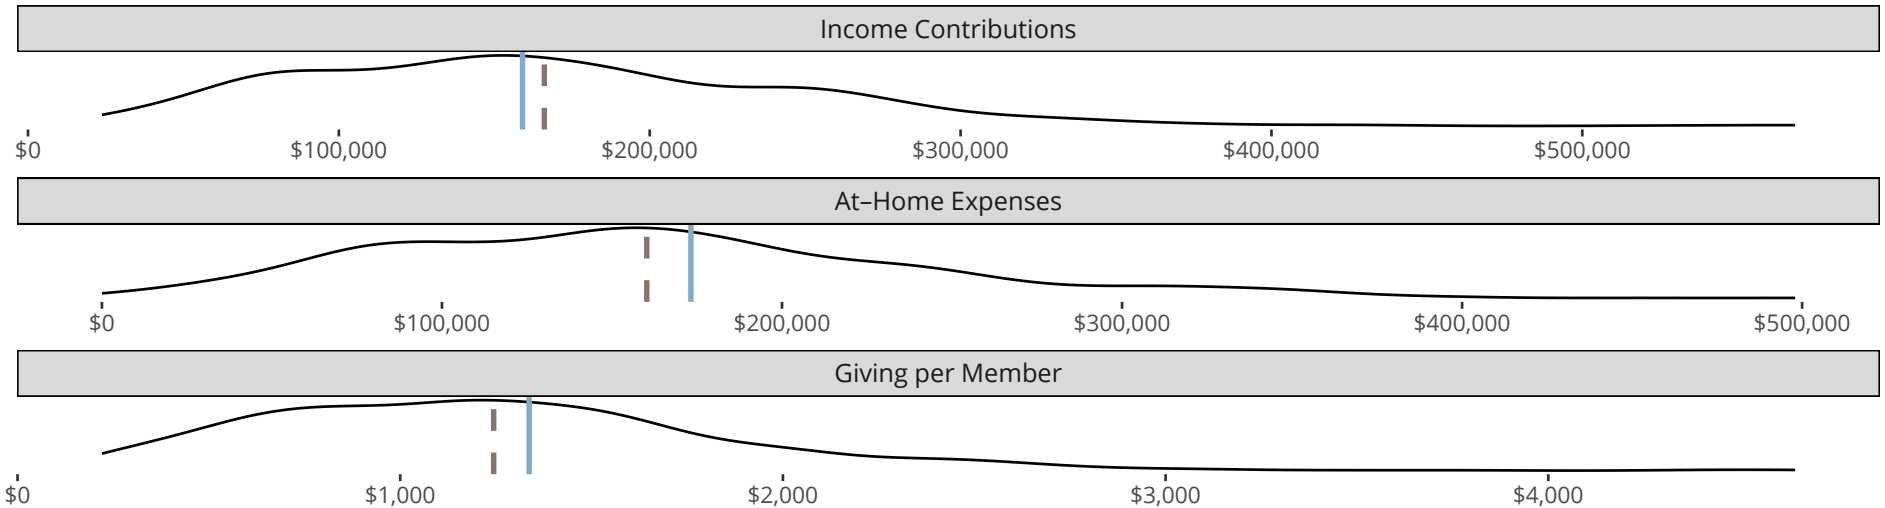 Income Contributions
$0 $100,000 $200,000 $300,000 $400,000 $500,000
At–Home Expenses
$0 $100,000 $200,000 $300,000 $400,000 $500,000
Giving per Member
$0 $1,000 $2,000 $3,000 $4,000